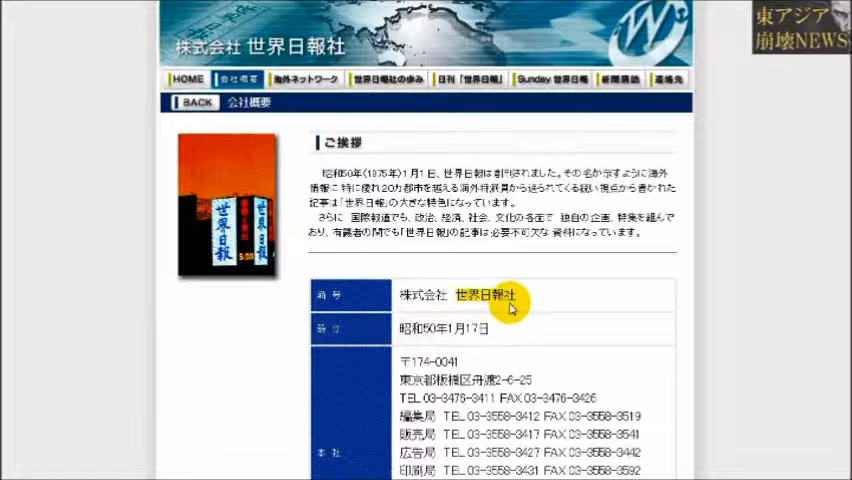 株式会社 世界日報社
東アジア
崩壊NEWS
HOME 会社概要 海外ネットワーク 世界日報社の歩み 日刊「世界日報」 Sunday 世界日報 新聞購読 連絡先
BACK 会社概要
ご挨拶
昭和50年(1975年)1月1日、世界日報は創刊されました。その名が示すように海外
情報に特に優れ20カ都市を越える海外特派員から送られてくる鋭い視点から書かれた
記事は「世界日報」の大きな特色になっています。
さらに 国際報道でも、政治、経済、社会、文化の各面で 独自の企画、特集を組んで
おり、有識者の間でも「世界日報」の記事は必要不可欠な 資料になっています。
世界日報
世界日報
5:00
商 号 株式会社 世界日報社
設 立 昭和50年1月17日
〒174-0041
東京都板橋区舟渡2-6-25
TEL 03-3476-3411 FAX 03-3476-3426
編集局 TEL 03-3558-3412 FAX 03-3558-3519
販売局 TEL 03-3558-3417 FAX 03-3558-3541
広告局 TEL 03-3558-3427 FAX 03-3558-3442
本 社 印刷局 TEL 03-3558-3431 FAX 03-3558-3592